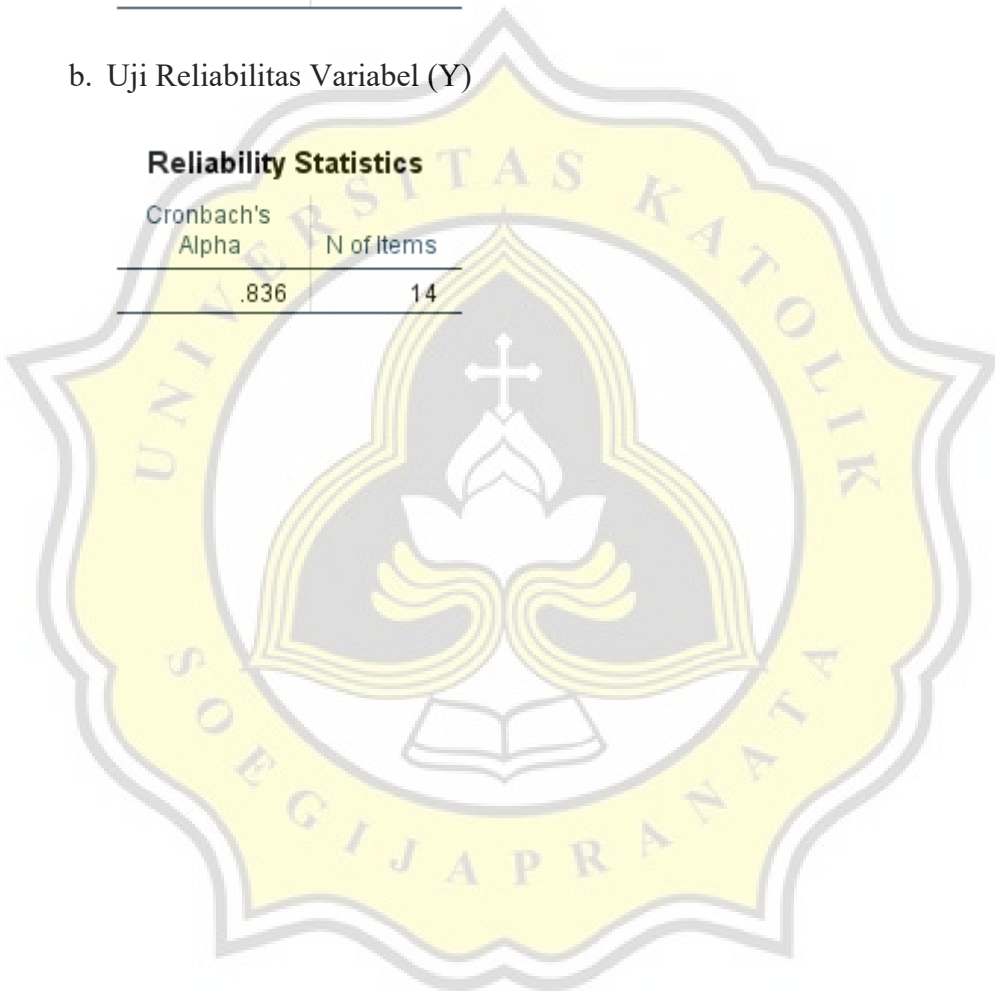 b. Uji Reliabilitas Variabel (Y)
Reliability Statistics
Cronbach's
Alpha N of Items
.836 14
UNIVERSITAS KATOLIK
SOEGIJAPRANATA